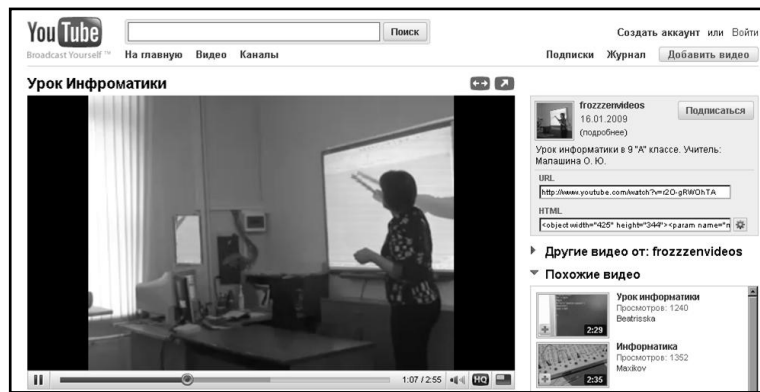 YouTube
Broadcast Yourself ™
Поиск
Создать аккаунт или Войти
На главную Видео Каналы
Подписки Журнал Добавить видео
Урок Инфроматики
frozzzenvideos
16.01.2009
(подробнее)
Подписаться
Урок информатики в 9 "А" классе. Учитель:
Малашина О. Ю.
URL
http://www.youtube.com/watch?v=r2O-gRWOhTA
HTML
<object width="425" height="344"><param name="n
Другие видео от: frozzzenvideos
Похожие видео
Урок информатики
Просмотров: 1240
Beatrisska
2:29
Информатика
Просмотров: 1352
Maxikov
2:35
1:07 / 2:55 HQ